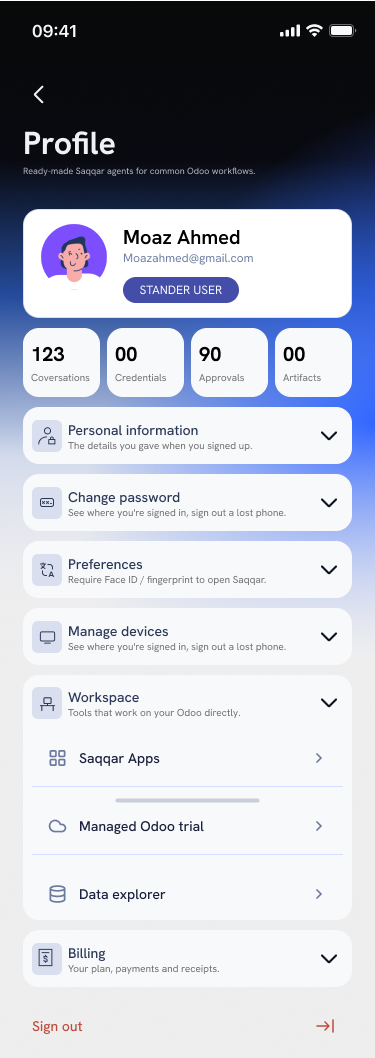 09:41
Profile
Ready-made Saqqar agents for common Odoo workflows.
Moaz Ahmed
Moazahmed@gmail.com
STANDER USER
123
Coversations
00
Credentials
90
Approvals
00
Artifacts
Personal information
The details you gave when you signed up.
Change password
See where you're signed in, sign out a lost phone.
Preferences
Require Face ID / fingerprint to open Saqqar.
Manage devices
See where you're signed in, sign out a lost phone.
Workspace
Tools that work on your Odoo directly.
Saqqar Apps
Managed Odoo trial
Data explorer
Billing
Your plan, payments and receipts.
Sign out